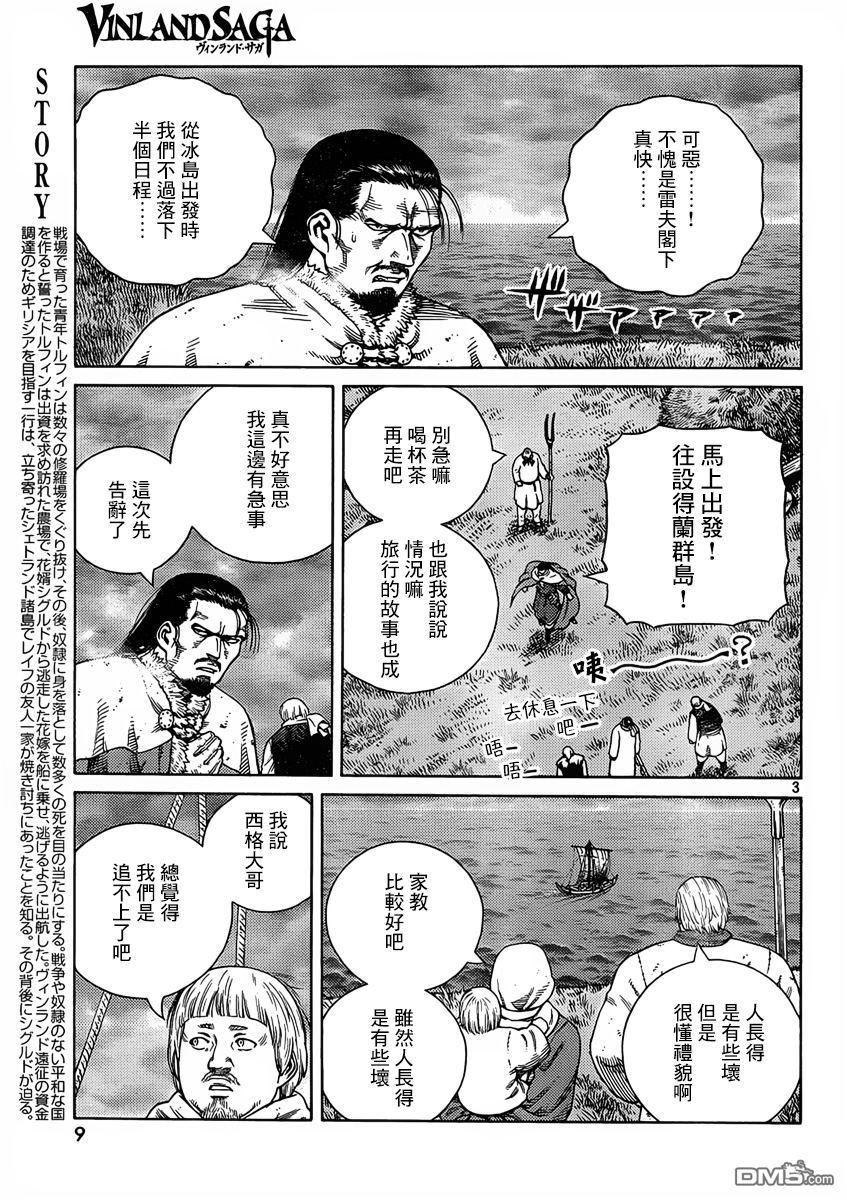 VINLAND SAGA
ヴィンランド・サガ
STORY
戦場で育った青年トルフィンは数々の修羅場をくぐり抜け、その後、奴隷に身を落として数多くの死を目の当たりにする。戦争や奴隷のない平和な国
を作ると誓ったトルフィンは出資を求め訪れた農場で、花婿シグルドから逃走した花嫁を船に乗せ、逃げるように出航した。ヴィンランド遠征の資金
調達のためギリシアを目指す一行は、立ち寄ったシェトランド諸島でレイフの友人一家が焼き討ちにあったことを知る。その背後にシグルドが迫る。
可惡……！
不愧是雷夫閣下
真快……
從冰島出發時
我們不過落下
半個日程……
ザザァァァ・・・・
馬上出發！
往設得蘭群島！
咦～～？
去休息一下
吧─
唔─
唔─
別急嘛
喝杯茶
再走吧
也跟我說說
情況嘛
旅行的故事也成
真不好意思
我這邊有急事
這次先
告辭了
3
人長得
是有些壞
但是
很懂禮貌啊
家教
比較好吧
雖然人長得
是有些壞
我說
西格大哥
總覺得
我們是
追不上了吧
9
DM5.com